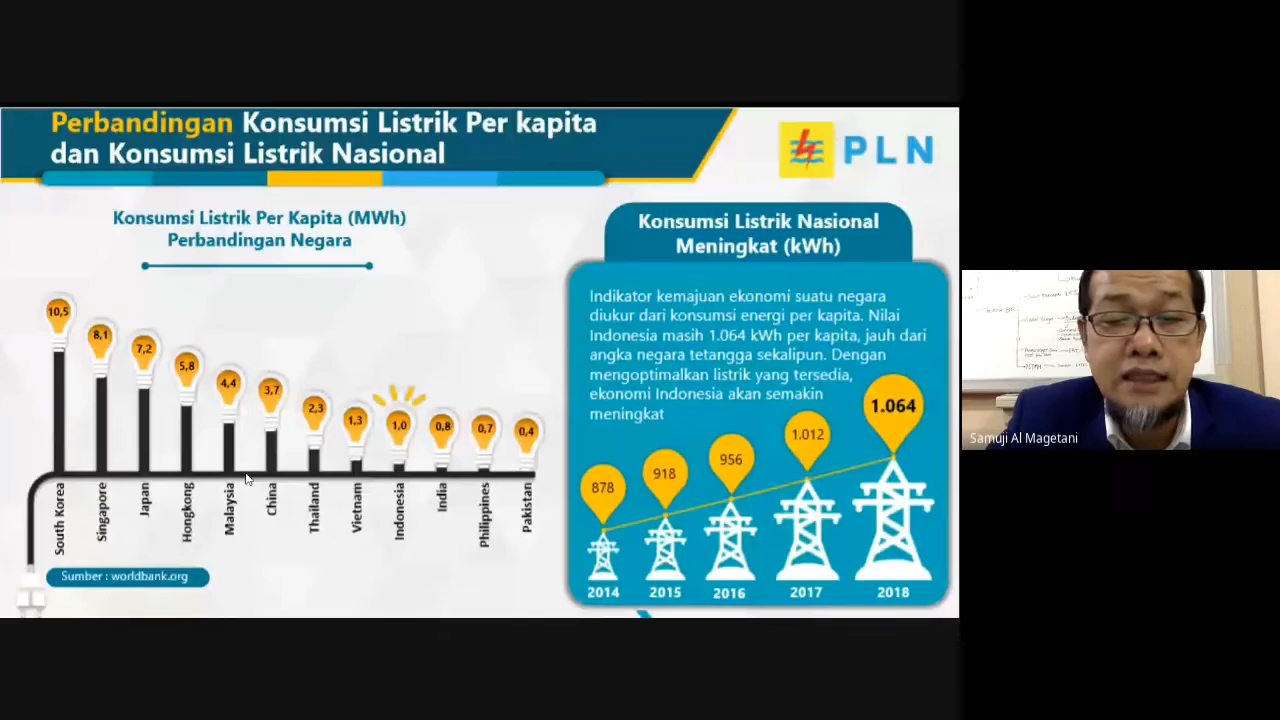 Perbandingan Konsumsi Listrik Per kapita
dan Konsumsi Listrik Nasional
PLN
Konsumsi Listrik Per Kapita (MWh)
Perbandingan Negara
10,5
8,1
7,2
5,8
4,4
3,7
2,3
1,3
1,0
0,8
0,7
0,4
South Korea
Singapore
Japan
Hongkong
Malaysia
China
Thailand
Vietnam
Indonesia
India
Philippines
Pakistan
Sumber : worldbank.org
Konsumsi Listrik Nasional
Meningkat (kWh)
Indikator kemajuan ekonomi suatu negara
diukur dari konsumsi energi per kapita. Nilai
Indonesia masih 1.064 kWh per kapita, jauh dari
angka negara tetangga sekalipun. Dengan
mengoptimalkan listrik yang tersedia,
ekonomi Indonesia akan semakin
meningkat
878
918
956
1.012
1.064
2014
2015
2016
2017
2018
Samuji Al Magetani